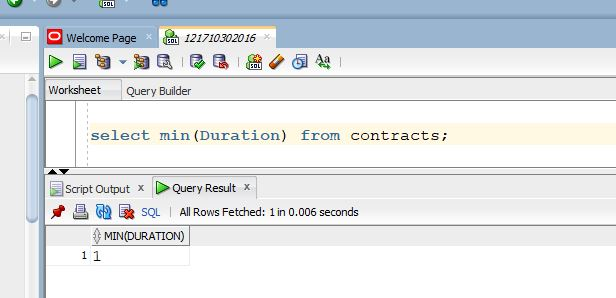 Welcome Page x 121710302016 x
Worksheet Query Builder
select min(Duration) from contracts;
Script Output x Query Result x
SQL | All Rows Fetched: 1 in 0.006 seconds
MIN(DURATION)
1 1